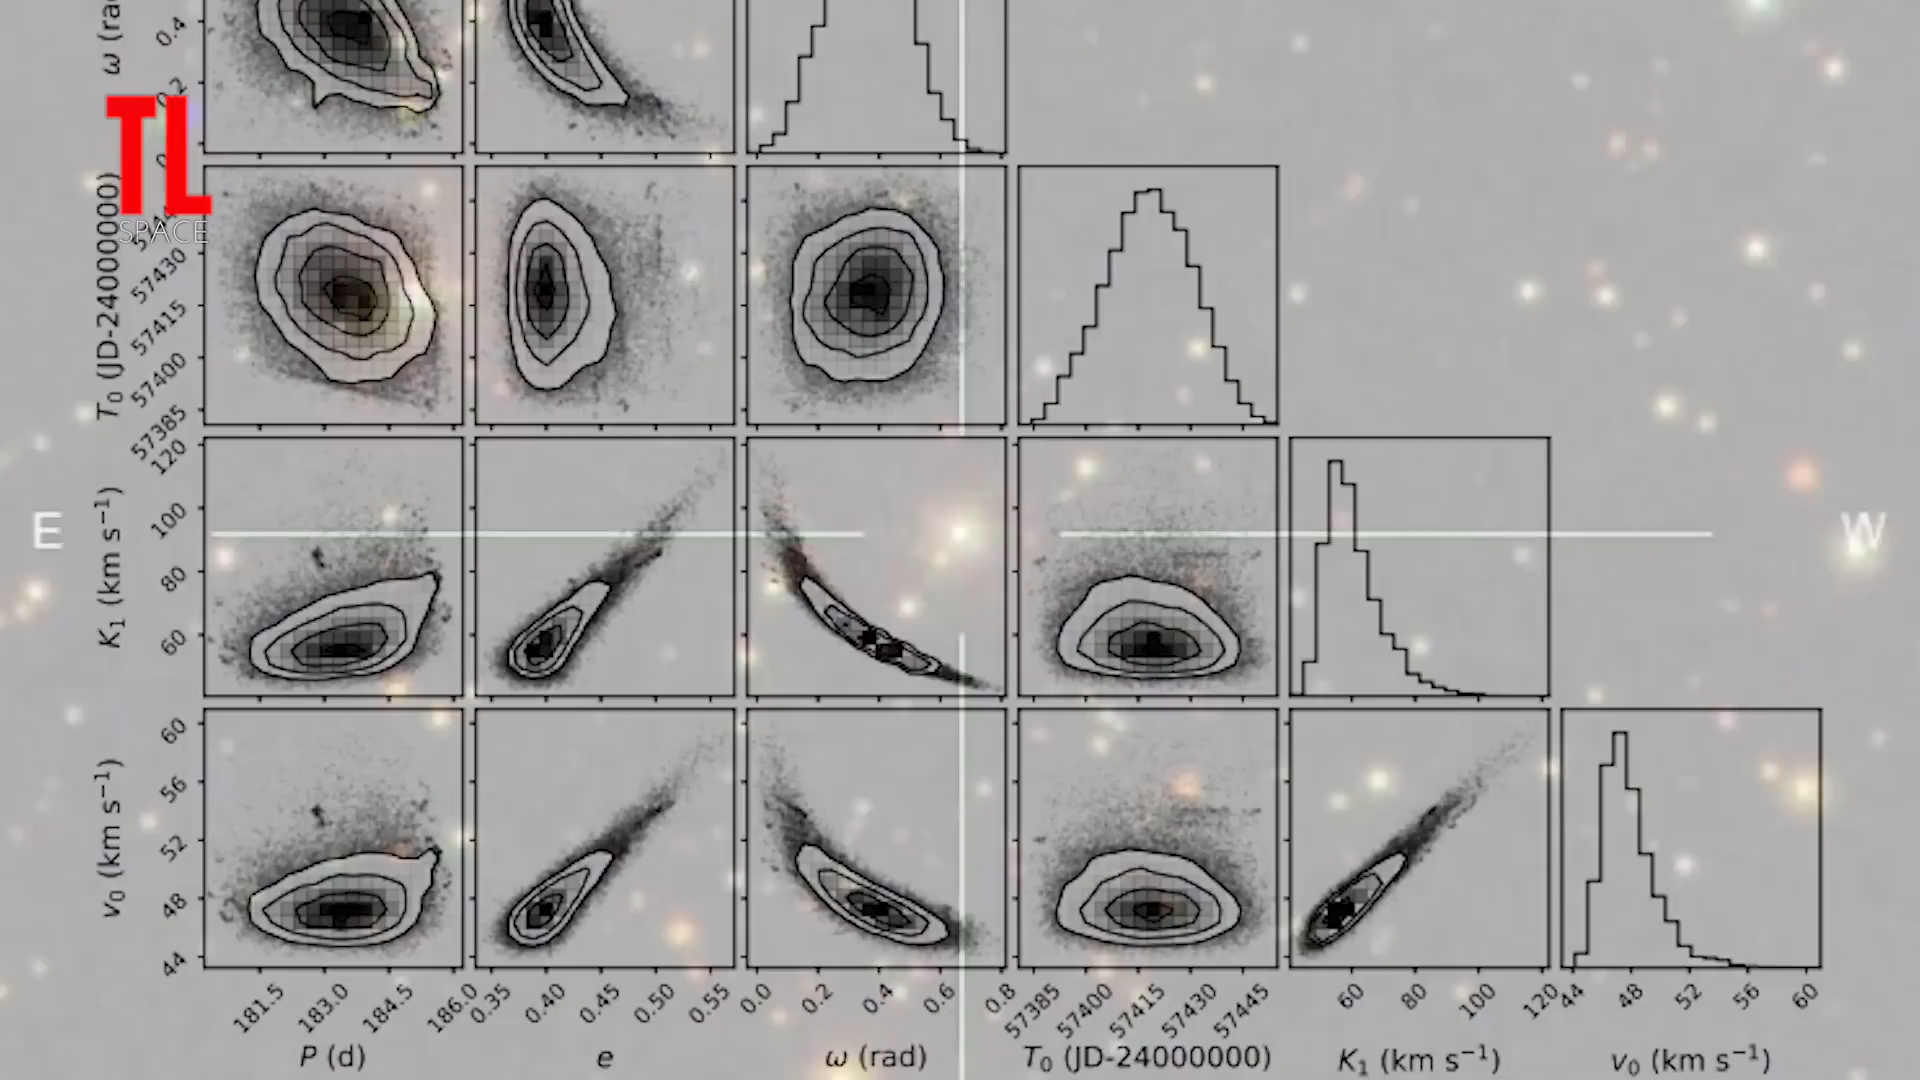 ω (rad)
0.4
0.2
TL
SPACE
T₀ (JD-24000000)
57430
57415
57400
57385
K₁ (km s⁻¹)
120
100
80
60
E
W
v₀ (km s⁻¹)
60
56
52
48
44
181.5 183.0 184.5 186.0
0.35 0.40 0.45 0.50 0.55
0.0 0.2 0.4 0.6 0.8
57385 57400 57415 57430 57445
60 80 100 120
44 48 52 56 60
P (d)
e
ω (rad)
T₀ (JD-24000000)
K₁ (km s⁻¹)
v₀ (km s⁻¹)